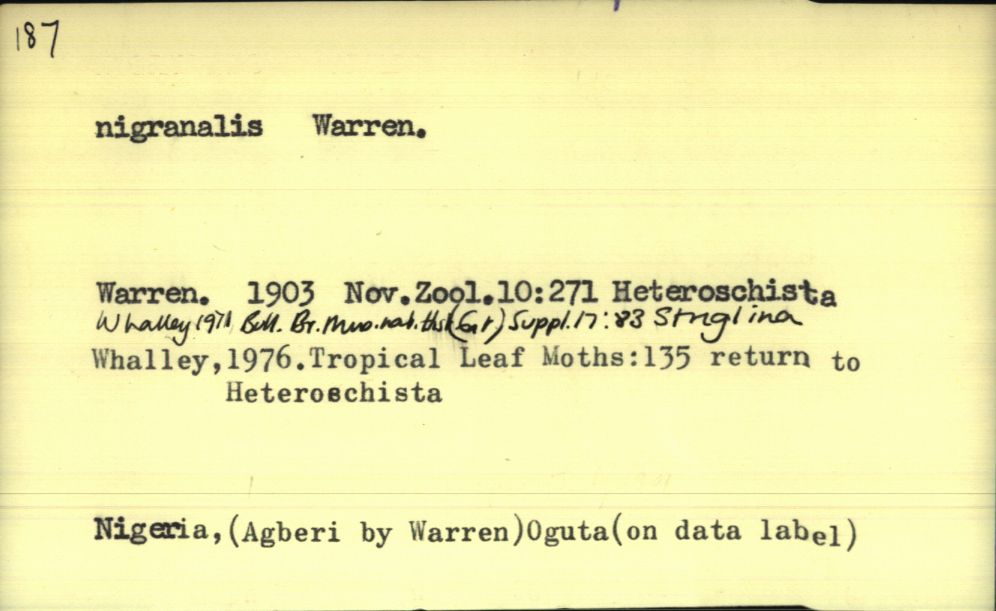 187
nigranalis Warren.
Warren. 1903 Nov.Zool.10:271 Heteroschista
Whalley 1971 Bull. Br. Mus. nat. Hist (Ent) Suppl. 17: 83 Striglina
Whalley,1976.Tropical Leaf Moths:135 return to
Heteroschista
Nigeria,(Agberi by Warren)Oguta(on data label)